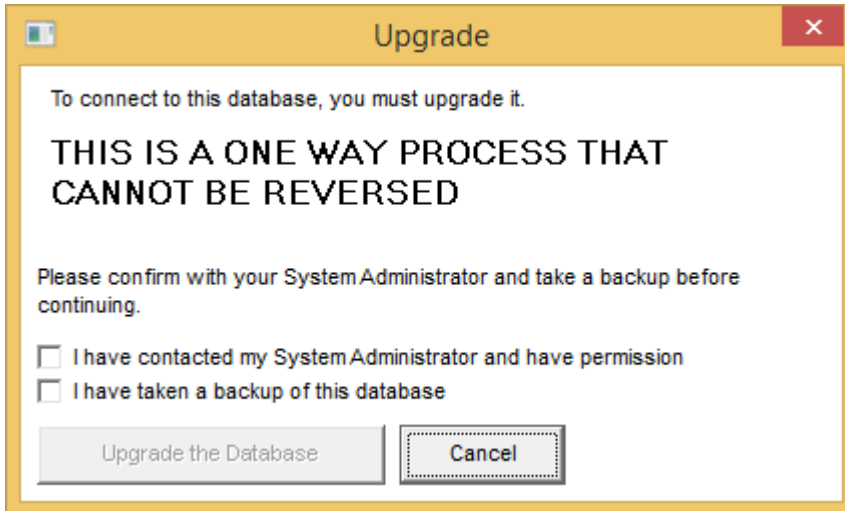 Upgrade
To connect to this database, you must upgrade it.
THIS IS A ONE WAY PROCESS THAT
CANNOT BE REVERSED
Please confirm with your System Administrator and take a backup before
continuing.
I have contacted my System Administrator and have permission
I have taken a backup of this database
Upgrade the Database
Cancel